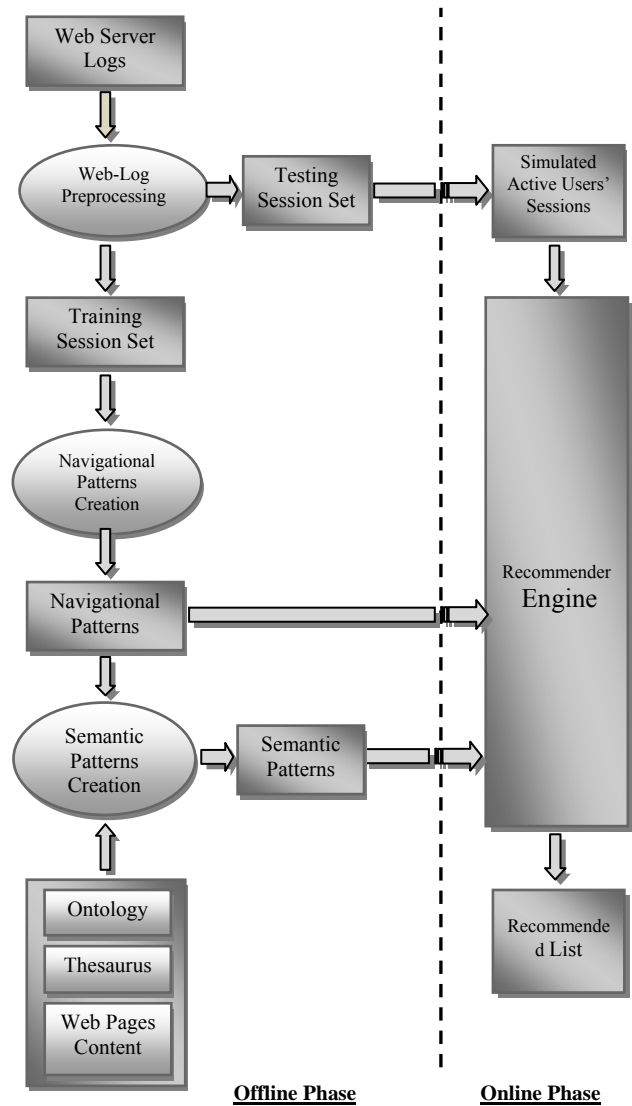 Web Server
Logs
Web-Log
Preprocessing
Testing
Session Set
Simulated
Active Users'
Sessions
Training
Session Set
Navigational
Patterns
Creation
Recommender
Engine
Navigational
Patterns
Semantic
Patterns
Creation
Semantic
Patterns
Ontology
Thesaurus
Web Pages
Content
Recommende
d List
Offline Phase
Online Phase